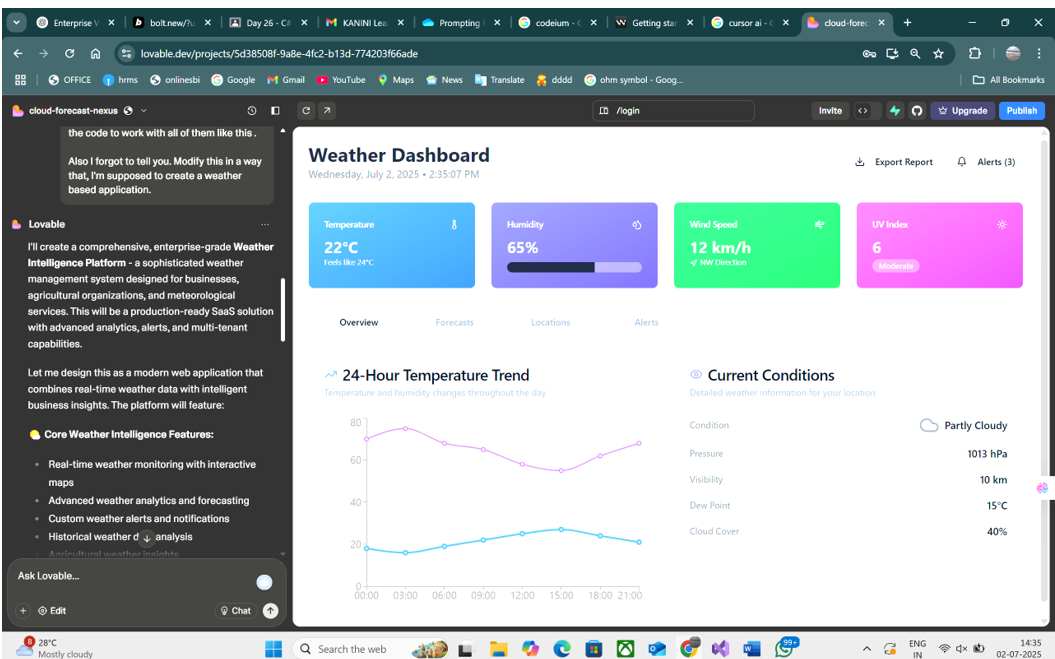 Enterprise W
bolt.new/?u
Day 26 - C#
KANINI Lea
Prompting
codeium - G
Getting star
cursor ai - G
cloud-forec
lovable.dev/projects/5d38508f-9a8e-4fc2-b13d-774203f66ade
OFFICE
hrms
onlinesbi
Google
Gmail
YouTube
Maps
News
Translate
dddd
ohm symbol - Goog...
All Bookmarks
cloud-forecast-nexus
/login
Invite
Upgrade
Publish
the code to work with all of them like this .
Also I forgot to tell you. Modify this in a way
that, I'm supposed to create a weather
based application.
Lovable
I'll create a comprehensive, enterprise-grade Weather
Intelligence Platform - a sophisticated weather
management system designed for businesses,
agricultural organizations, and meteorological
services. This will be a production-ready SaaS solution
with advanced analytics, alerts, and multi-tenant
capabilities.
Let me design this as a modern web application that
combines real-time weather data with intelligent
business insights. The platform will feature:
Core Weather Intelligence Features:
Real-time weather monitoring with interactive
maps
Advanced weather analytics and forecasting
Custom weather alerts and notifications
Historical weather d analysis
Agricultural weather insights
Ask Lovable...
Edit
Chat
Weather Dashboard
Wednesday, July 2, 2025 • 2:35:07 PM
Export Report
Alerts (3)
Temperature
22°C
Feels like 24°C
Humidity
65%
Wind Speed
12 km/h
NW Direction
UV Index
6
Moderate
Overview
Forecasts
Locations
Alerts
24-Hour Temperature Trend
Temperature and humidity changes throughout the day
80
60
40
20
0
00:00 03:00 06:00 09:00 12:00 15:00 18:00 21:00
Current Conditions
Detailed weather information for your location
Condition Partly Cloudy
Pressure 1013 hPa
Visibility 10 km
Dew Point 15°C
Cloud Cover 40%
8
28°C
Mostly cloudy
Search the web
99+
ENG
IN
14:35
02-07-2025